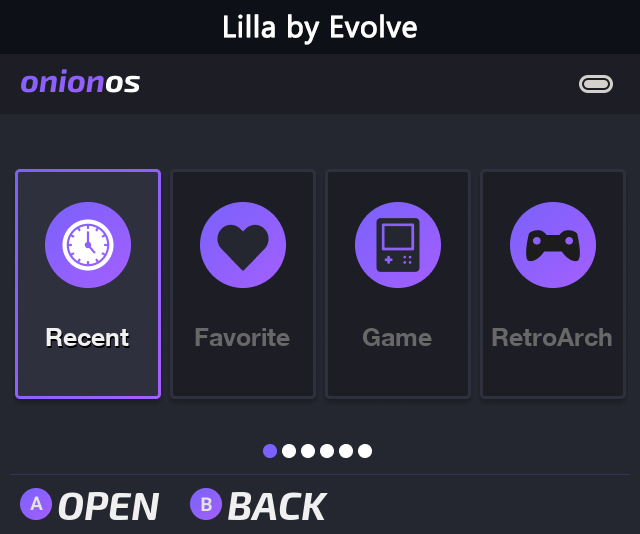 Lilla by Evolve
onionos
Recent
Favorite
Game
RetroArch
A OPEN B BACK